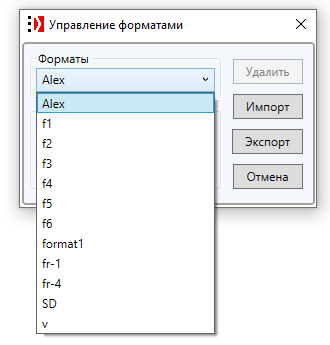 Управление форматами
Форматы
Alex
Удалить
Alex
Импорт
f1
f2
Экспорт
f3
f4
Отмена
f5
f6
format1
fr-1
fr-4
SD
v